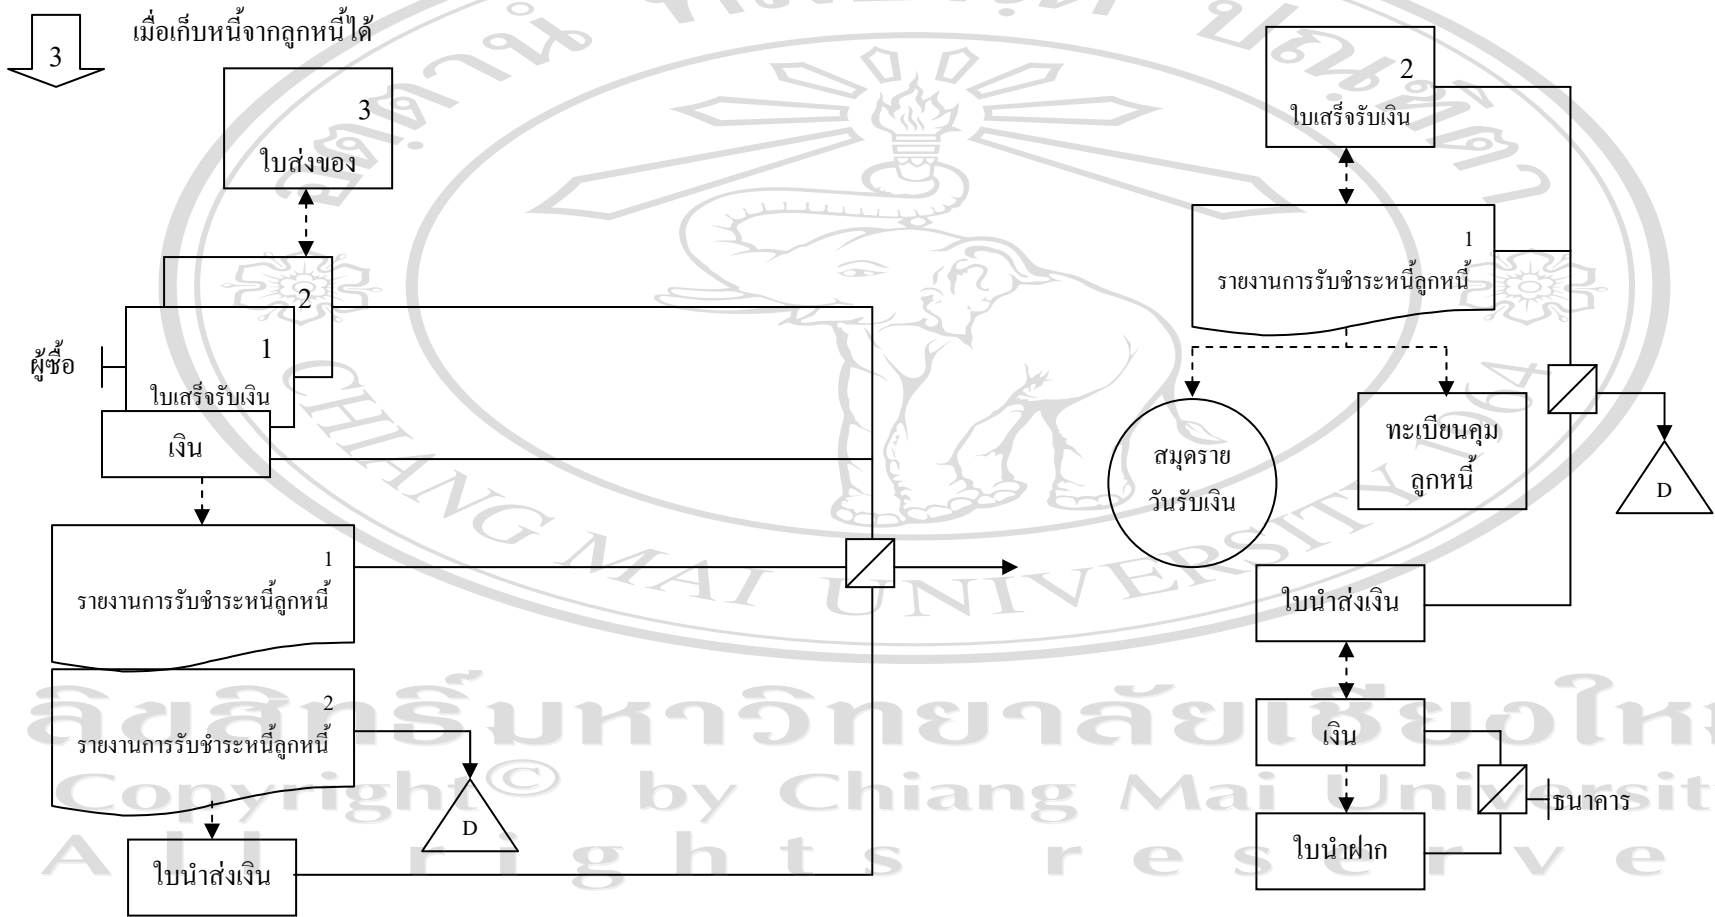 3
เมื่อเก็บหนี้จากลูกหนี้ได้
3
ใบส่งของ
2
1
ใบเสร็จรับเงิน
ผู้ซื้อ
เงิน
1
รายงานการรับชำระหนี้ลูกหนี้
2
รายงานการรับชำระหนี้ลูกหนี้
D
ใบนำส่งเงิน
2
ใบเสร็จรับเงิน
1
รายงานการรับชำระหนี้ลูกหนี้
สมุดราย
วันรับเงิน
ทะเบียนคุม
ลูกหนี้
D
ใบนำส่งเงิน
เงิน
ธนาคาร
ใบนำฝาก
CHIANG MAI UNIVERSITY 1964
ลิขสิทธิ์มหาวิทยาลัยเชียงใหม
Copyright© by Chiang Mai Universit
All rights reserve